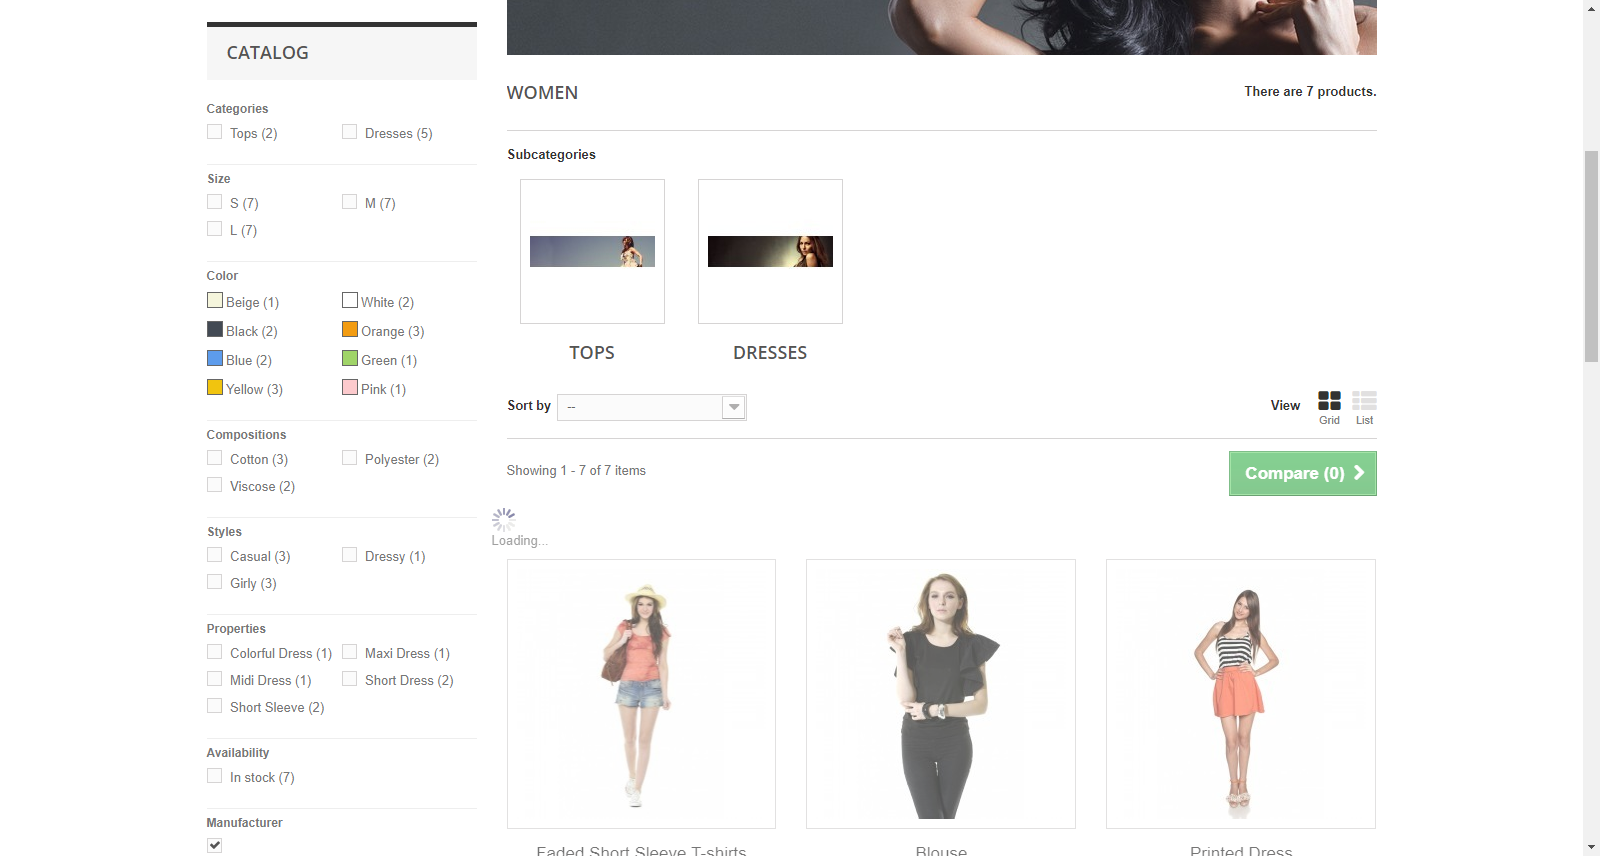 CATALOG
Categories
Tops (2)
Dresses (5)
Size
S (7)
M (7)
L (7)
Color
Beige (1)
White (2)
Black (2)
Orange (3)
Blue (2)
Green (1)
Yellow (3)
Pink (1)
Compositions
Cotton (3)
Polyester (2)
Viscose (2)
Styles
Casual (3)
Dressy (1)
Girly (3)
Properties
Colorful Dress (1)
Maxi Dress (1)
Midi Dress (1)
Short Dress (2)
Short Sleeve (2)
Availability
In stock (7)
Manufacturer
WOMEN
There are 7 products.
Subcategories
TOPS
DRESSES
Sort by
--
View
Grid
List
Showing 1 - 7 of 7 items
Compare (0)
Loading...
Faded Short Sleeve T-shirts
Blouse
Printed Dress